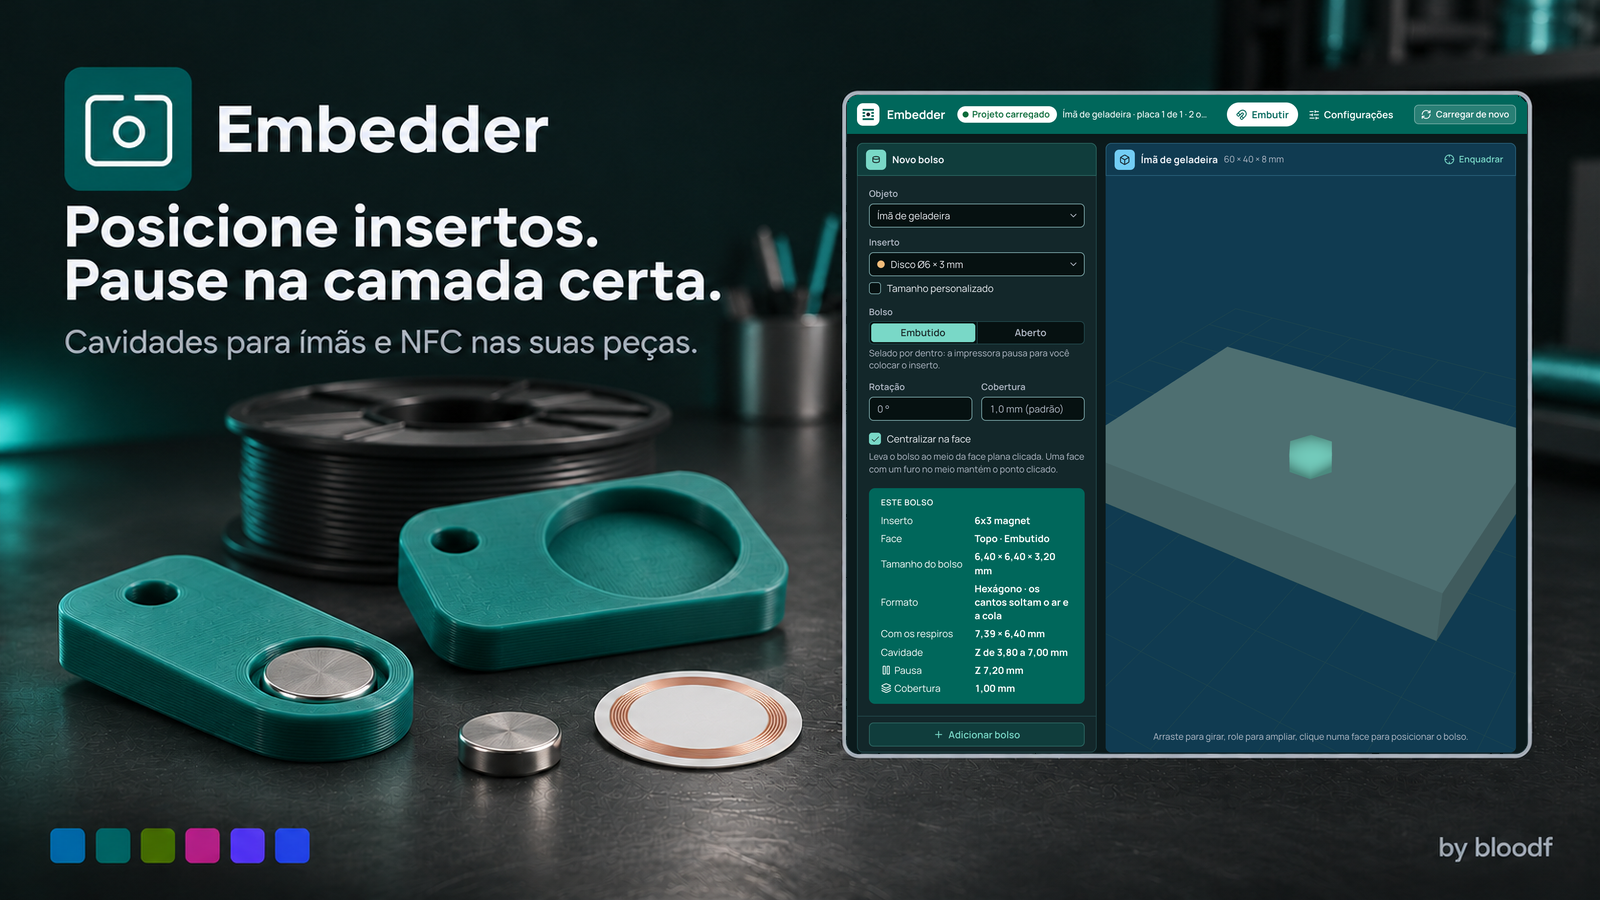 Embedder
Posicione insertos.
Pause na camada certa.
Cavidades para ímãs e NFC nas suas peças.
Embedder
Projeto carregado
Ímã de geladeira · placa 1 de 1 · 2 o...
Embutir
Configurações
Carregar de novo
Novo bolso
Objeto
Ímã de geladeira
Inserto
Disco Ø6 × 3 mm
Tamanho personalizado
Bolso
Embutido
Aberto
Selado por dentro: a impressora pausa para você
colocar o inserto.
Rotação
Cobertura
0 °
1,0 mm (padrão)
Centralizar na face
Leva o bolso ao meio da face plana clicada. Uma face
com um furo no meio mantém o ponto clicado.
ESTE BOLSO
Inserto
6x3 magnet
Face
Topo · Embutido
Tamanho do bolso
6,40 × 6,40 × 3,20
mm
Formato
Hexágono · os
cantos soltam o ar e
a cola
Com os respiros
7,39 × 6,40 mm
Cavidade
Z de 3,80 a 7,00 mm
Pausa
Z 7,20 mm
Cobertura
1,00 mm
+ Adicionar bolso
Ímã de geladeira
60 × 40 × 8 mm
Enquadrar
Arraste para girar, role para ampliar, clique numa face para posicionar o bolso.
by bloodf